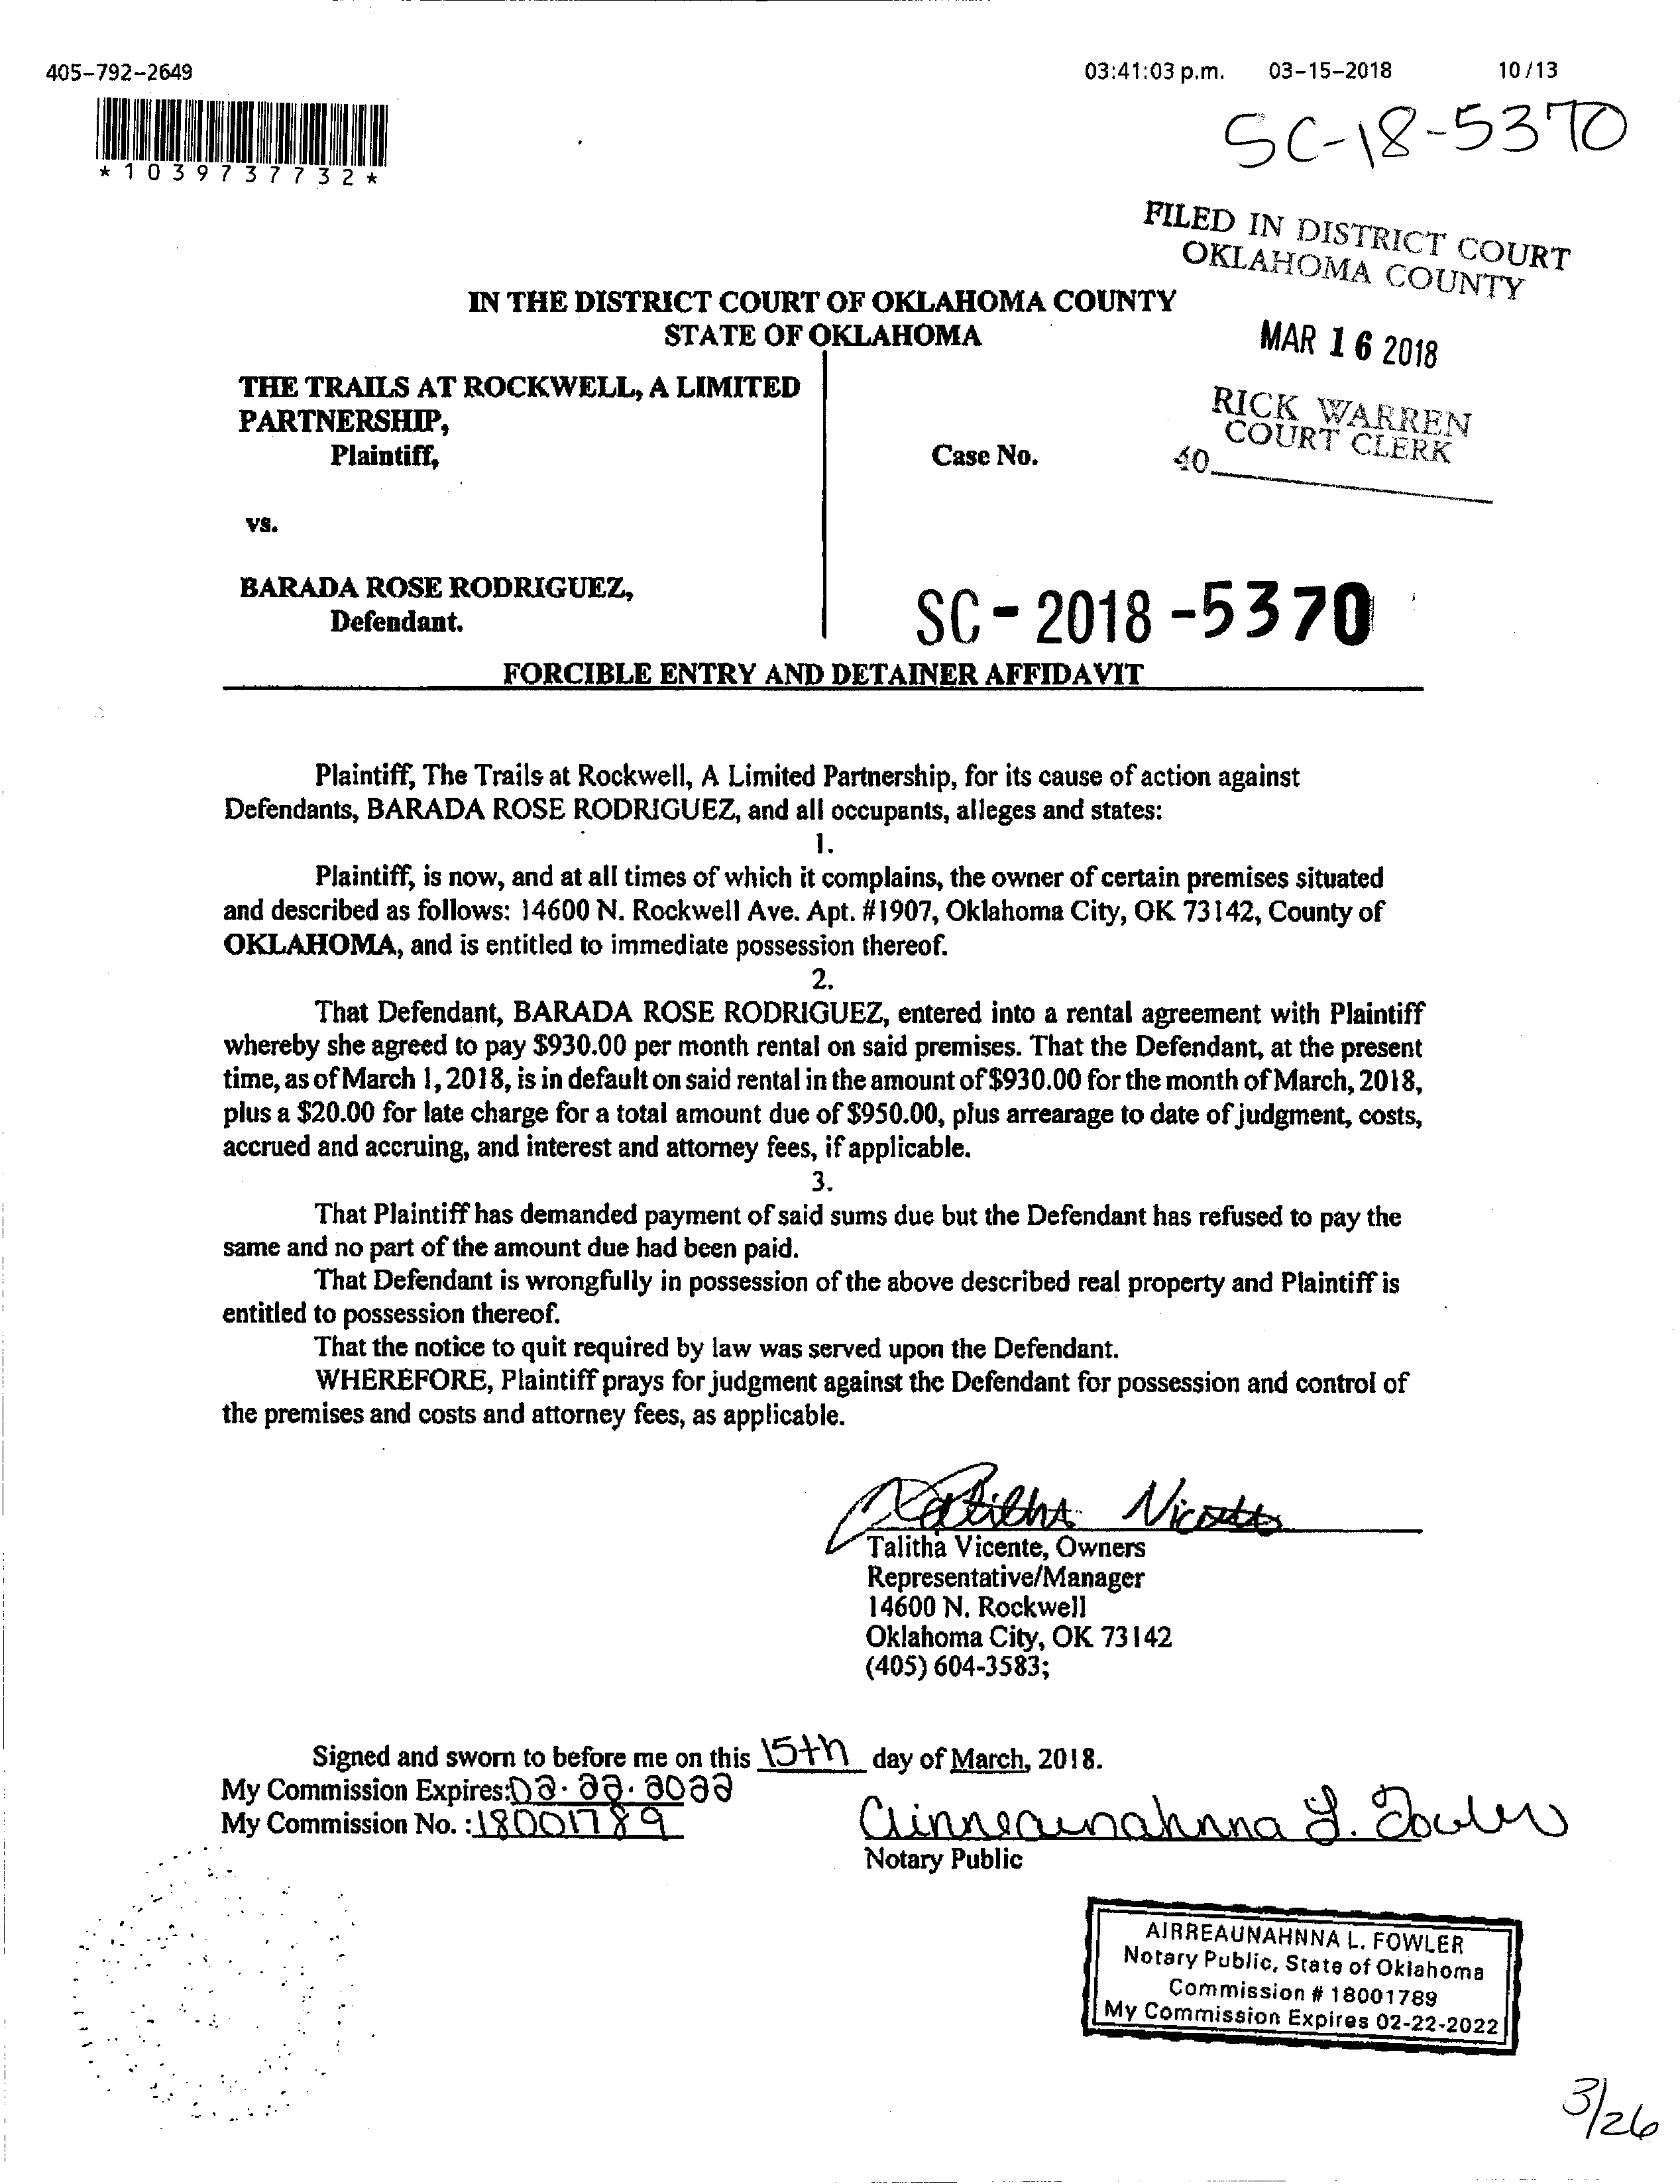 405-792-2649 03:41:03 p.m. 03-15-2018 10/13
*1039737732*
SC-18-5370
FILED IN DISTRICT COURT
OKLAHOMA COUNTY
MAR 16 2018
RICK WARREN
COURT CLERK
40
IN THE DISTRICT COURT OF OKLAHOMA COUNTY
STATE OF OKLAHOMA
THE TRAILS AT ROCKWELL, A LIMITED
PARTNERSHIP,
Plaintiff,
Case No.
vs.
BARADA ROSE RODRIGUEZ,
Defendant.
SC-2018-5370
FORCIBLE ENTRY AND DETAINER AFFIDAVIT
Plaintiff, The Trails at Rockwell, A Limited Partnership, for its cause of action against
Defendants, BARADA ROSE RODRIGUEZ, and all occupants, alleges and states:
1.
Plaintiff, is now, and at all times of which it complains, the owner of certain premises situated
and described as follows: 14600 N. Rockwell Ave. Apt. #1907, Oklahoma City, OK 73142, County of
OKLAHOMA, and is entitled to immediate possession thereof.
2.
That Defendant, BARADA ROSE RODRIGUEZ, entered into a rental agreement with Plaintiff
whereby she agreed to pay $930.00 per month rental on said premises. That the Defendant, at the present
time, as of March 1, 2018, is in default on said rental in the amount of $930.00 for the month of March, 2018,
plus a $20.00 for late charge for a total amount due of $950.00, plus arrearage to date of judgment, costs,
accrued and accruing, and interest and attorney fees, if applicable.
3.
That Plaintiff has demanded payment of said sums due but the Defendant has refused to pay the
same and no part of the amount due had been paid.
That Defendant is wrongfully in possession of the above described real property and Plaintiff is
entitled to possession thereof.
That the notice to quit required by law was served upon the Defendant.
WHEREFORE, Plaintiff prays for judgment against the Defendant for possession and control of
the premises and costs and attorney fees, as applicable.
Talitha Vicente, Owners
Representative/Manager
14600 N. Rockwell
Oklahoma City, OK 73142
(405) 604-3583;
Signed and sworn to before me on this 15th day of March, 2018.
My Commission Expires:02·22·2022
My Commission No. :18001789
Notary Public
AIRREAUNAHNNA L. FOWLER
Notary Public, State of Oklahoma
Commission # 18001789
My Commission Expires 02-22-2022
3/26